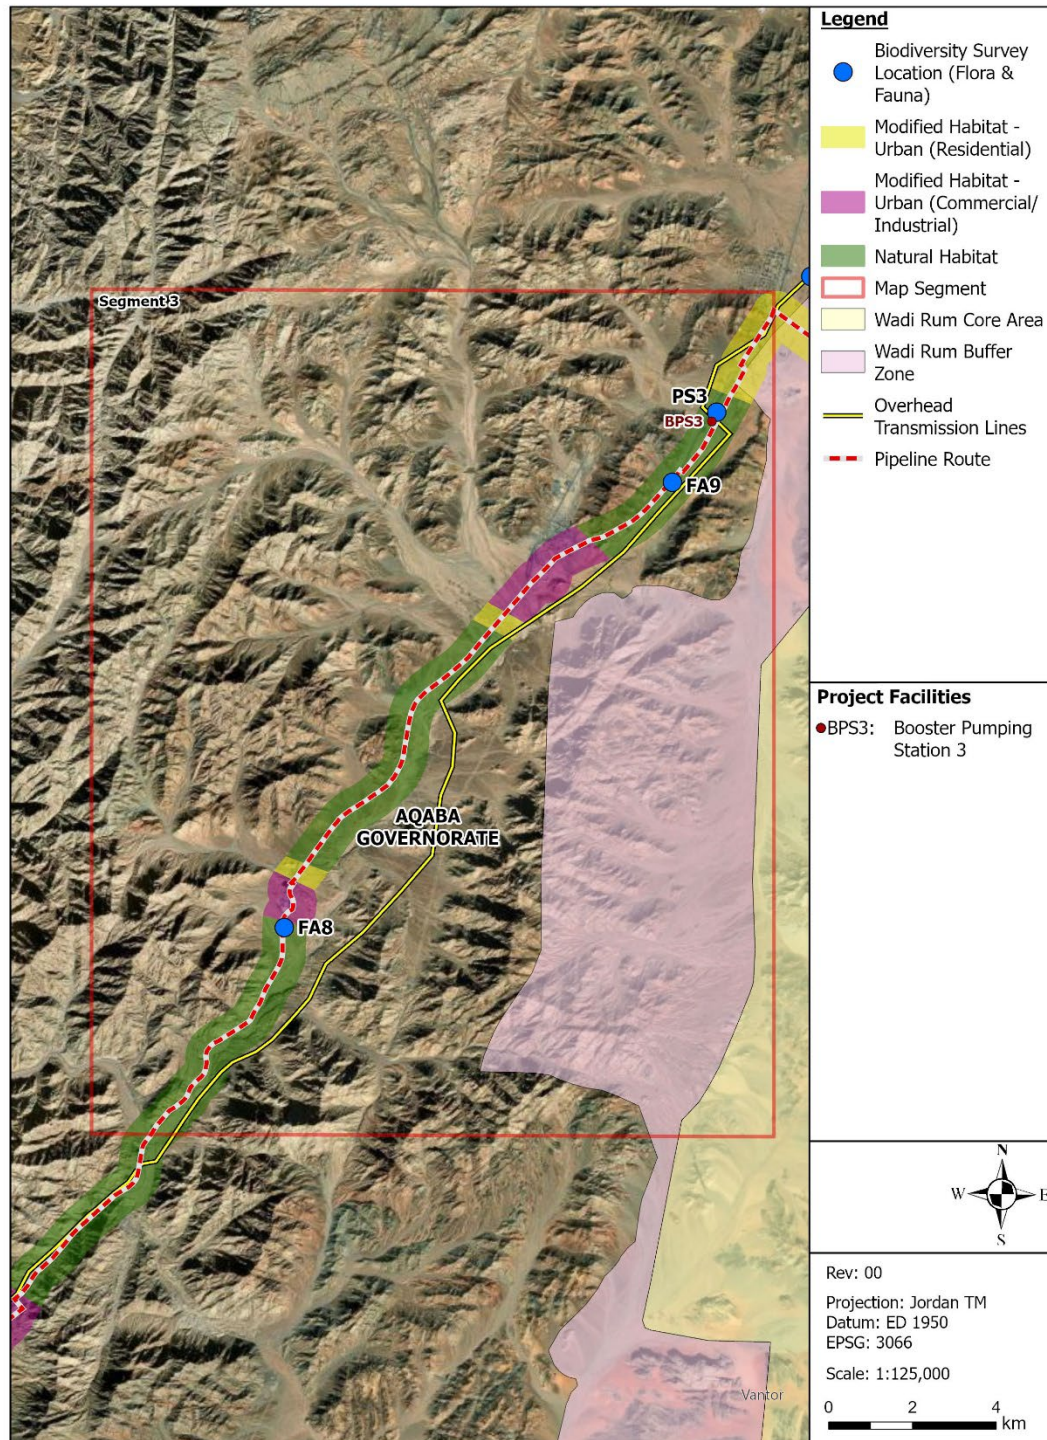 Segment 3
PS3
BPS3
FA9
AQABA
GOVERNORATE
FA8
Vantor
Legend
Biodiversity Survey
Location (Flora &
Fauna)
Modified Habitat -
Urban (Residential)
Modified Habitat -
Urban (Commercial/
Industrial)
Natural Habitat
Map Segment
Wadi Rum Core Area
Wadi Rum Buffer
Zone
Overhead
Transmission Lines
Pipeline Route
Project Facilities
BPS3: Booster Pumping
Station 3
N
W E
S
Rev: 00
Projection: Jordan TM
Datum: ED 1950
EPSG: 3066
Scale: 1:125,000
0 2 4
km